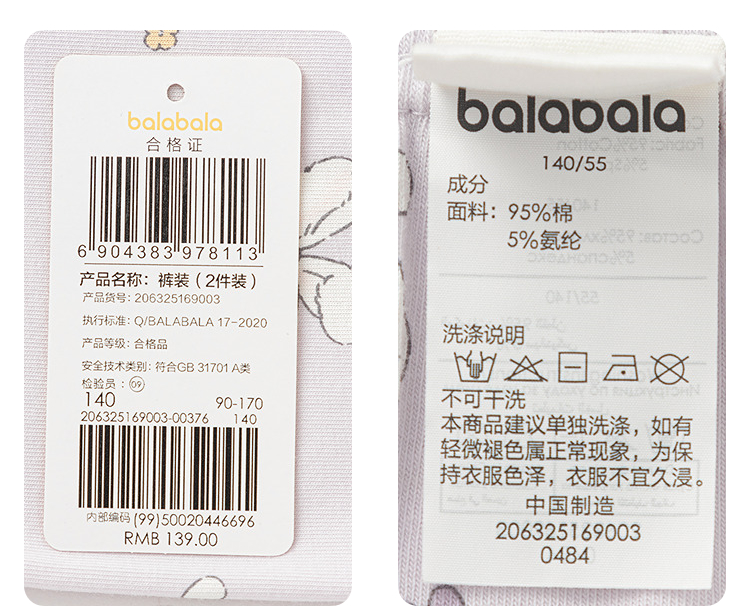 balabala
合格证
6 904383 978113
产品名称：裤装（2件装）
产品货号：206325169003
执行标准：Q/BALABALA 17-2020
产品等级：合格品
安全技术类别：符合GB 31701 A类
检验员：09
140 90-170
206325169003-00376 140
内部编码 (99)50020446696
RMB 139.00
balabala
140/55
成分
面料：95%棉
5%氨纶
洗涤说明
不可干洗
本商品建议单独洗涤，如有
轻微褪色属正常现象，为保
持衣服色泽，衣服不宜久浸。
中国制造
206325169003
0484